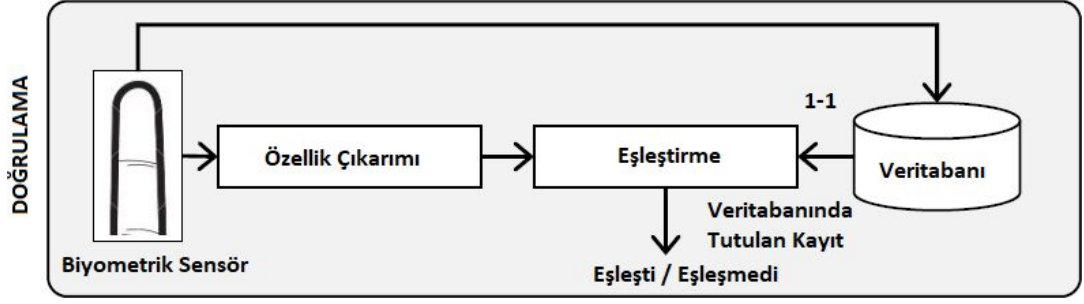 DOĞRULAMA
Biyometrik Sensör
Özellik Çıkarımı
Eşleştirme
1-1
Veritabanı
Veritabanında
Tutulan Kayıt
Eşleşti / Eşleşmedi